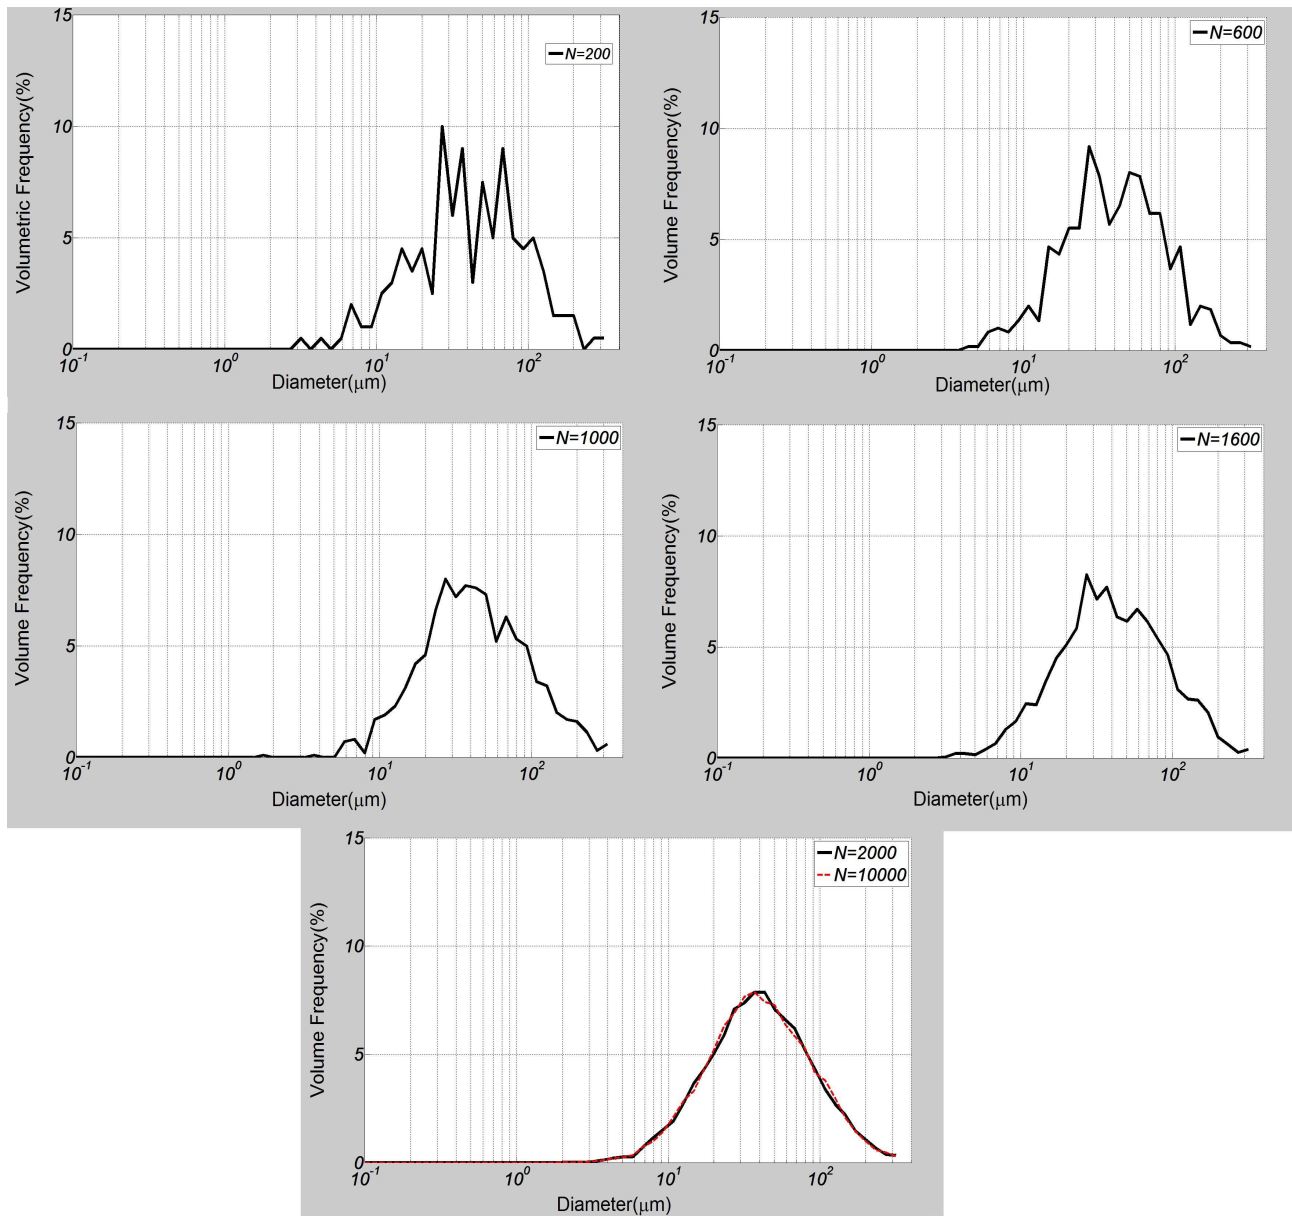 15
10
5
0
Volumetric Frequency(%)
N=200
10⁻¹ 10⁰ 10¹ 10²
Diameter(μm)
15
10
5
0
Volume Frequency(%)
N=600
10⁻¹ 10⁰ 10¹ 10²
Diameter(μm)
15
10
5
0
Volume Frequency(%)
N=1000
10⁻¹ 10⁰ 10¹ 10²
Diameter(μm)
15
10
5
0
Volume Frequency(%)
N=1600
10⁻¹ 10⁰ 10¹ 10²
Diameter(μm)
15
10
5
0
Volume Frequency(%)
N=2000
N=10000
10⁻¹ 10⁰ 10¹ 10²
Diameter(μm)